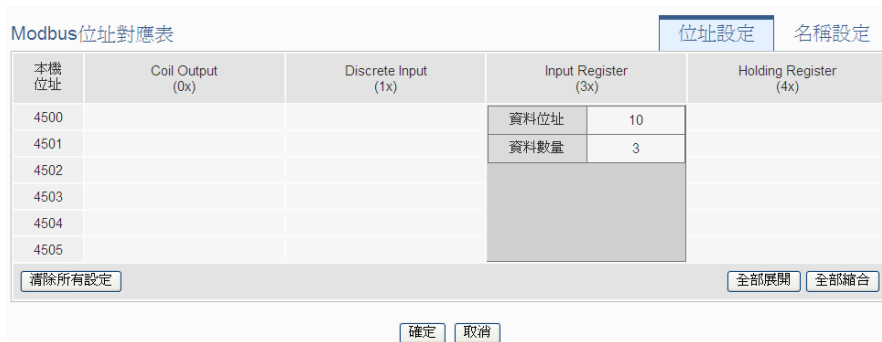 Modbus位址對應表 位址設定 名稱設定
本機位址 Coil Output (0x) Discrete Input (1x) Input Register (3x) Holding Register (4x)
4500 資料位址 10
4501 資料數量 3
4502
4503
4504
4505
清除所有設定 全部展開 全部縮合
確定 取消